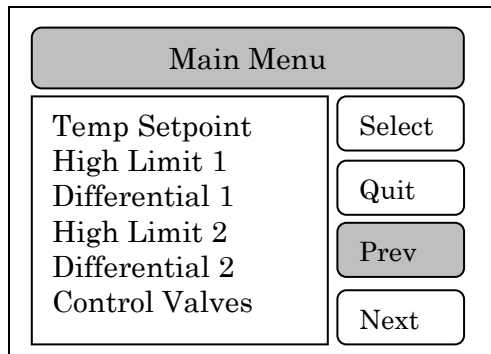 Main Menu
Temp Setpoint
High Limit 1
Differential 1
High Limit 2
Differential 2
Control Valves
Select
Quit
Prev
Next